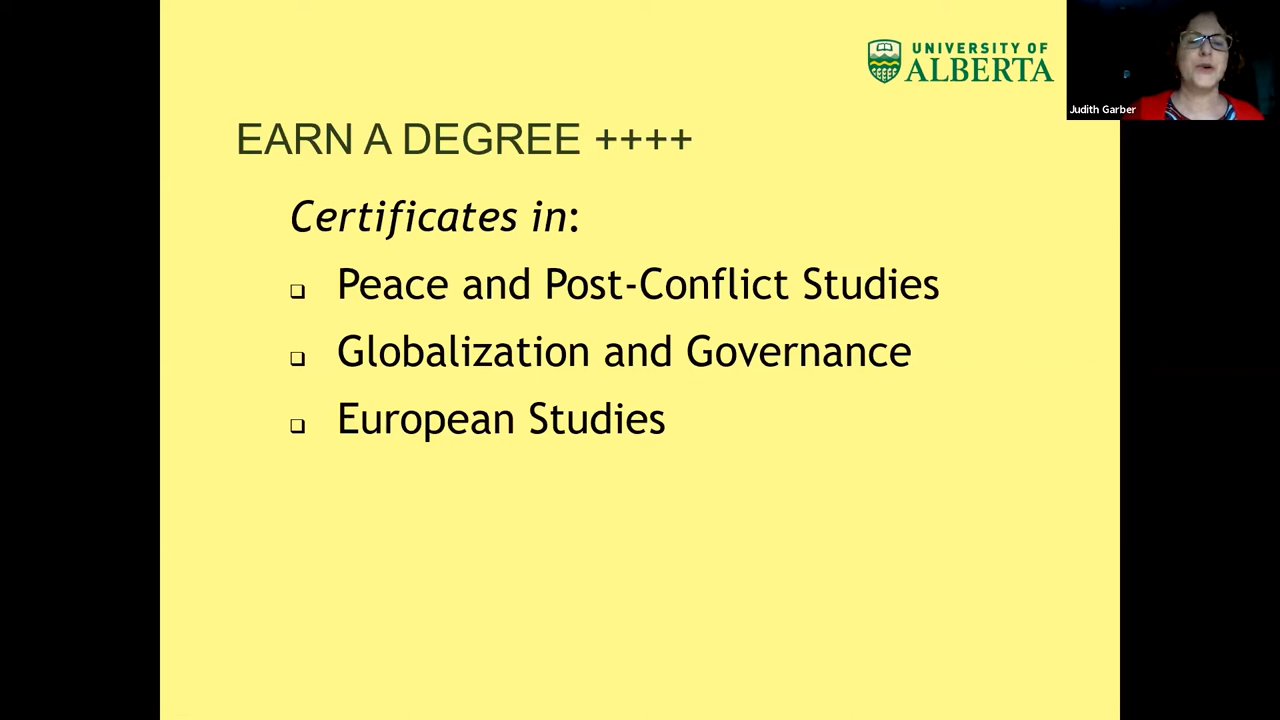 UNIVERSITY OF
ALBERTA
Judith Garber
EARN A DEGREE ++++
Certificates in:
Peace and Post-Conflict Studies
Globalization and Governance
European Studies